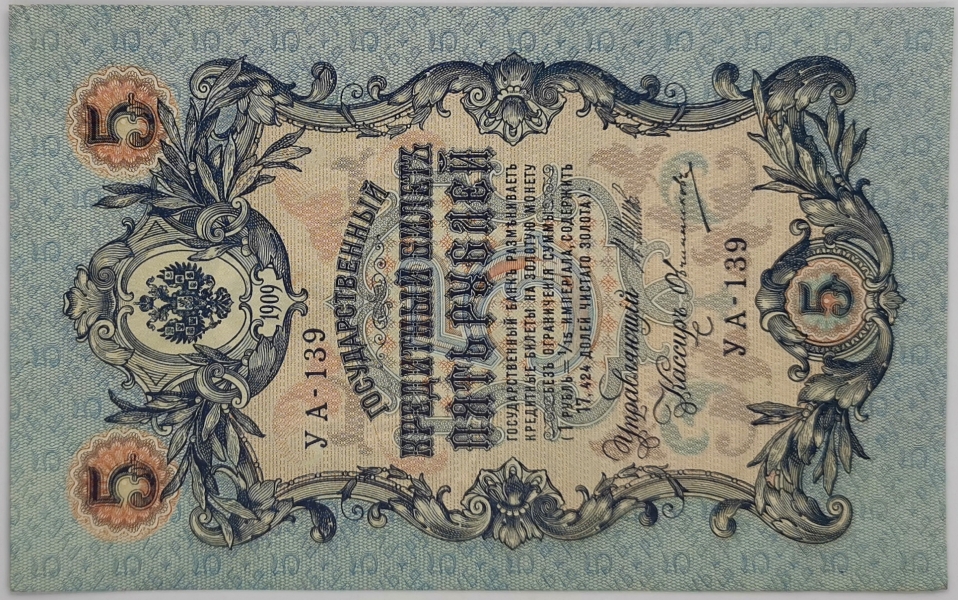 5 5
1909
УА-139
ГОСУДАРСТВЕННЫЙ
КРЕДИТНЫЙ БИЛЕТЪ
ПЯТЬ РУБЛЕЙ
ГОСУДАРСТВЕННЫЙ БАНКЪ РАЗМѢНИВАЕТЪ
КРЕДИТНЫЕ БИЛЕТЫ НА ЗОЛОТУЮ МОНЕТУ
БЕЗЪ ОГРАНИЧЕНІЯ СУММЫ
(1 РУБЛЬ = 1/15 ИМПЕРІАЛА, СОДЕРЖИТЪ
17,424 ДОЛЕЙ ЧИСТАГО ЗОЛОТА).
Управляющій
Кассиръ
УА-139
5